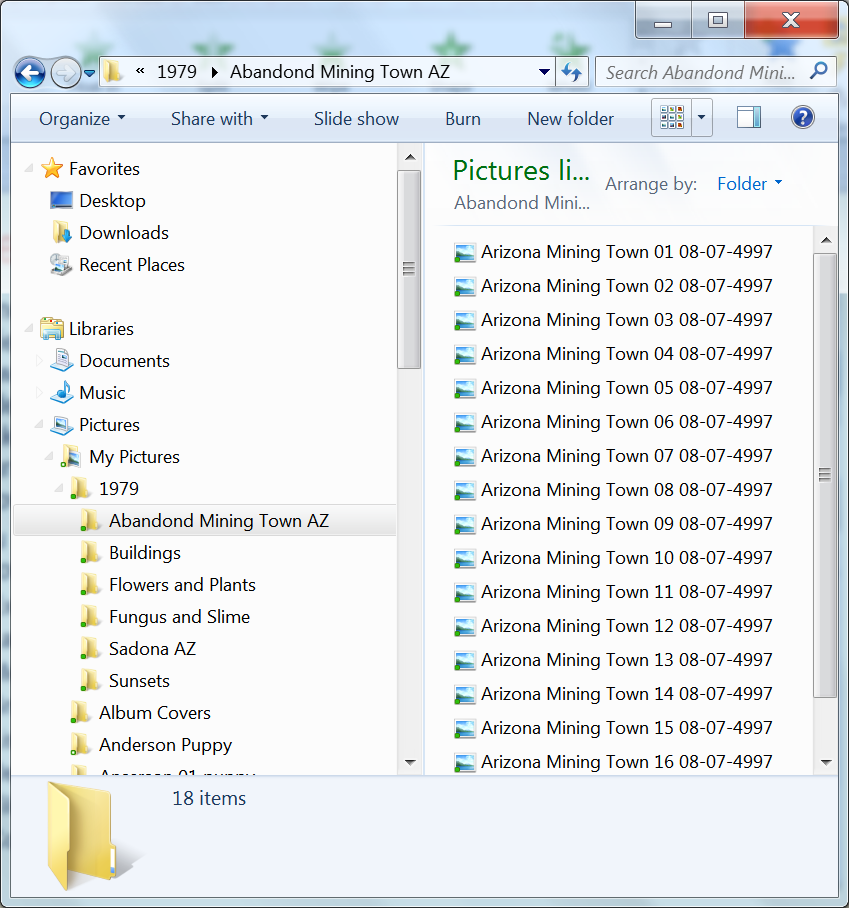 « 1979 Abandond Mining Town AZ
Search Abandond Mini...
Organize Share with Slide show Burn New folder
Favorites
Desktop
Downloads
Recent Places
Libraries
Documents
Music
Pictures
My Pictures
1979
Abandond Mining Town AZ
Buildings
Flowers and Plants
Fungus and Slime
Sadona AZ
Sunsets
Album Covers
Anderson Puppy
Pictures li...
Abandond Mini...
Arrange by: Folder
Arizona Mining Town 01 08-07-4997
Arizona Mining Town 02 08-07-4997
Arizona Mining Town 03 08-07-4997
Arizona Mining Town 04 08-07-4997
Arizona Mining Town 05 08-07-4997
Arizona Mining Town 06 08-07-4997
Arizona Mining Town 07 08-07-4997
Arizona Mining Town 08 08-07-4997
Arizona Mining Town 09 08-07-4997
Arizona Mining Town 10 08-07-4997
Arizona Mining Town 11 08-07-4997
Arizona Mining Town 12 08-07-4997
Arizona Mining Town 13 08-07-4997
Arizona Mining Town 14 08-07-4997
Arizona Mining Town 15 08-07-4997
Arizona Mining Town 16 08-07-4997
18 items